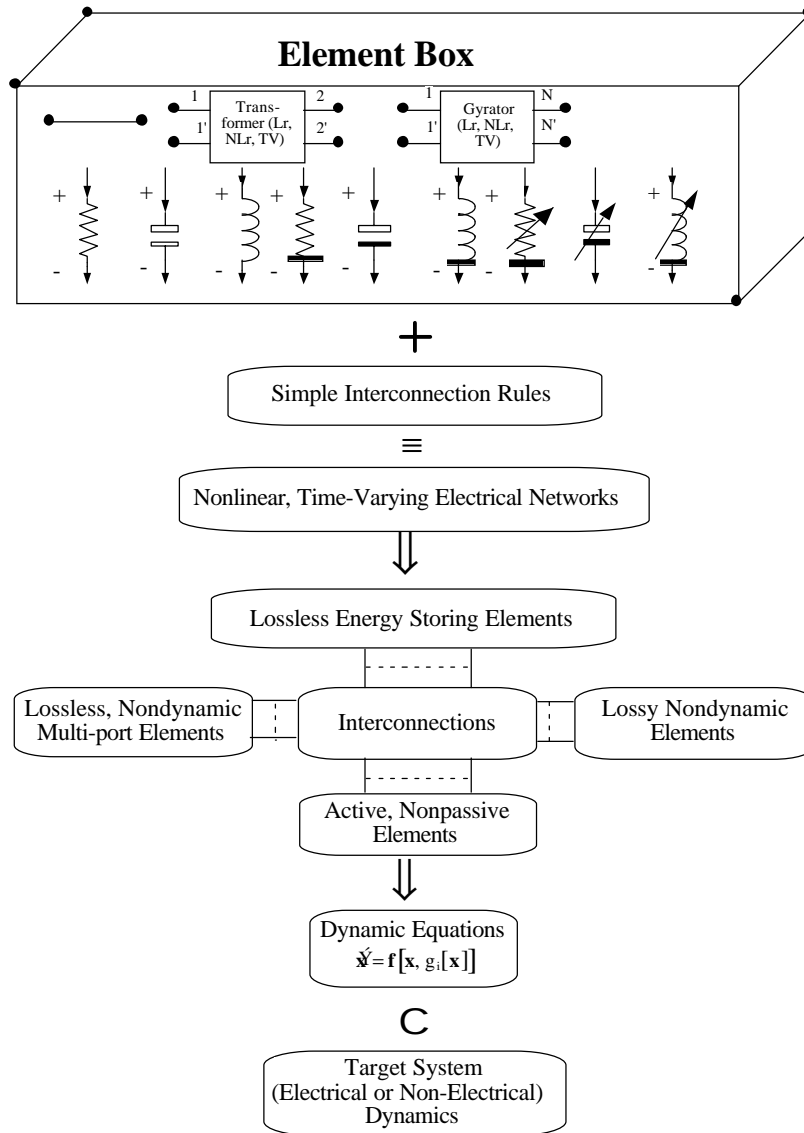 Element Box
1
Trans-
former (Lr,
NLr, TV)
2
1'
2'
1
Gyrator
(Lr, NLr,
TV)
N
1'
N'
+ + + + + + + +
- - - - - - - -
+
Simple Interconnection Rules
≡
Nonlinear, Time-Varying Electrical Networks
⇓
Lossless Energy Storing Elements
Lossless, Nondynamic
Multi-port Elements
Interconnections
Lossy Nondynamic
Elements
Active, Nonpassive
Elements
⇓
Dynamic Equations
= f[x, gi[x]]
C
Target System
(Electrical or Non-Electrical)
Dynamics